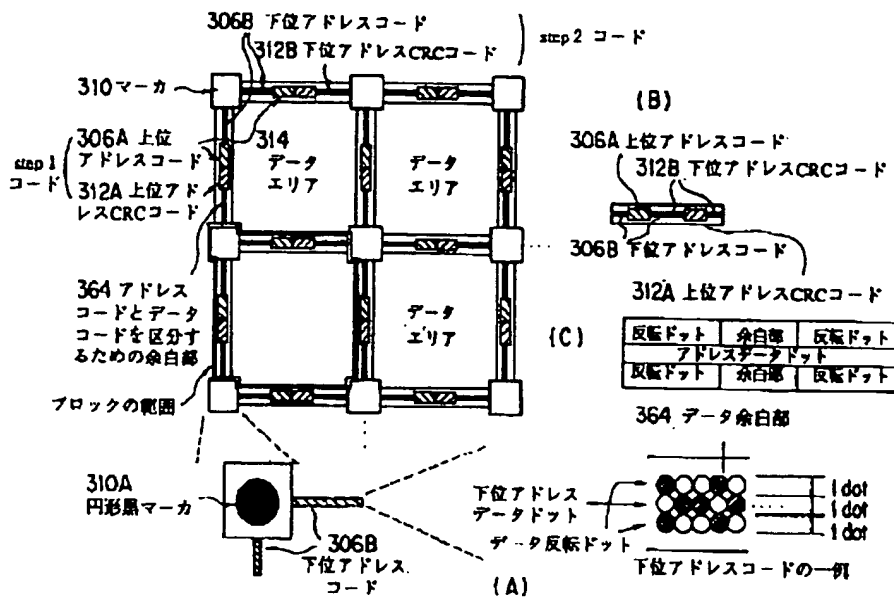 306B 下位アドレスコード
312B 下位アドレスCRCコード
step 2 コード
310 マーカ
(B)
306A 上位アドレスコード
314
step 1 コード
306A 上位アドレスコード
312A 上位アドレスCRCコード
データエリア
データエリア
306A 上位アドレスコード
312B 下位アドレスCRCコード
306B 下位アドレスコード
312A 上位アドレスCRCコード
364 アドレスコードとデータコードを区分するための余白部
データエリア
(C)
反転ドット 余白部 反転ドット
アドレスデータドット
反転ドット 余白部 反転ドット
ブロックの範囲
364 データ余白部
310A
円形黒マーカ
306B
下位アドレスコード
(A)
下位アドレスデータドット
データ反転ドット
1 dot
1 dot
1 dot
下位アドレスコードの一例